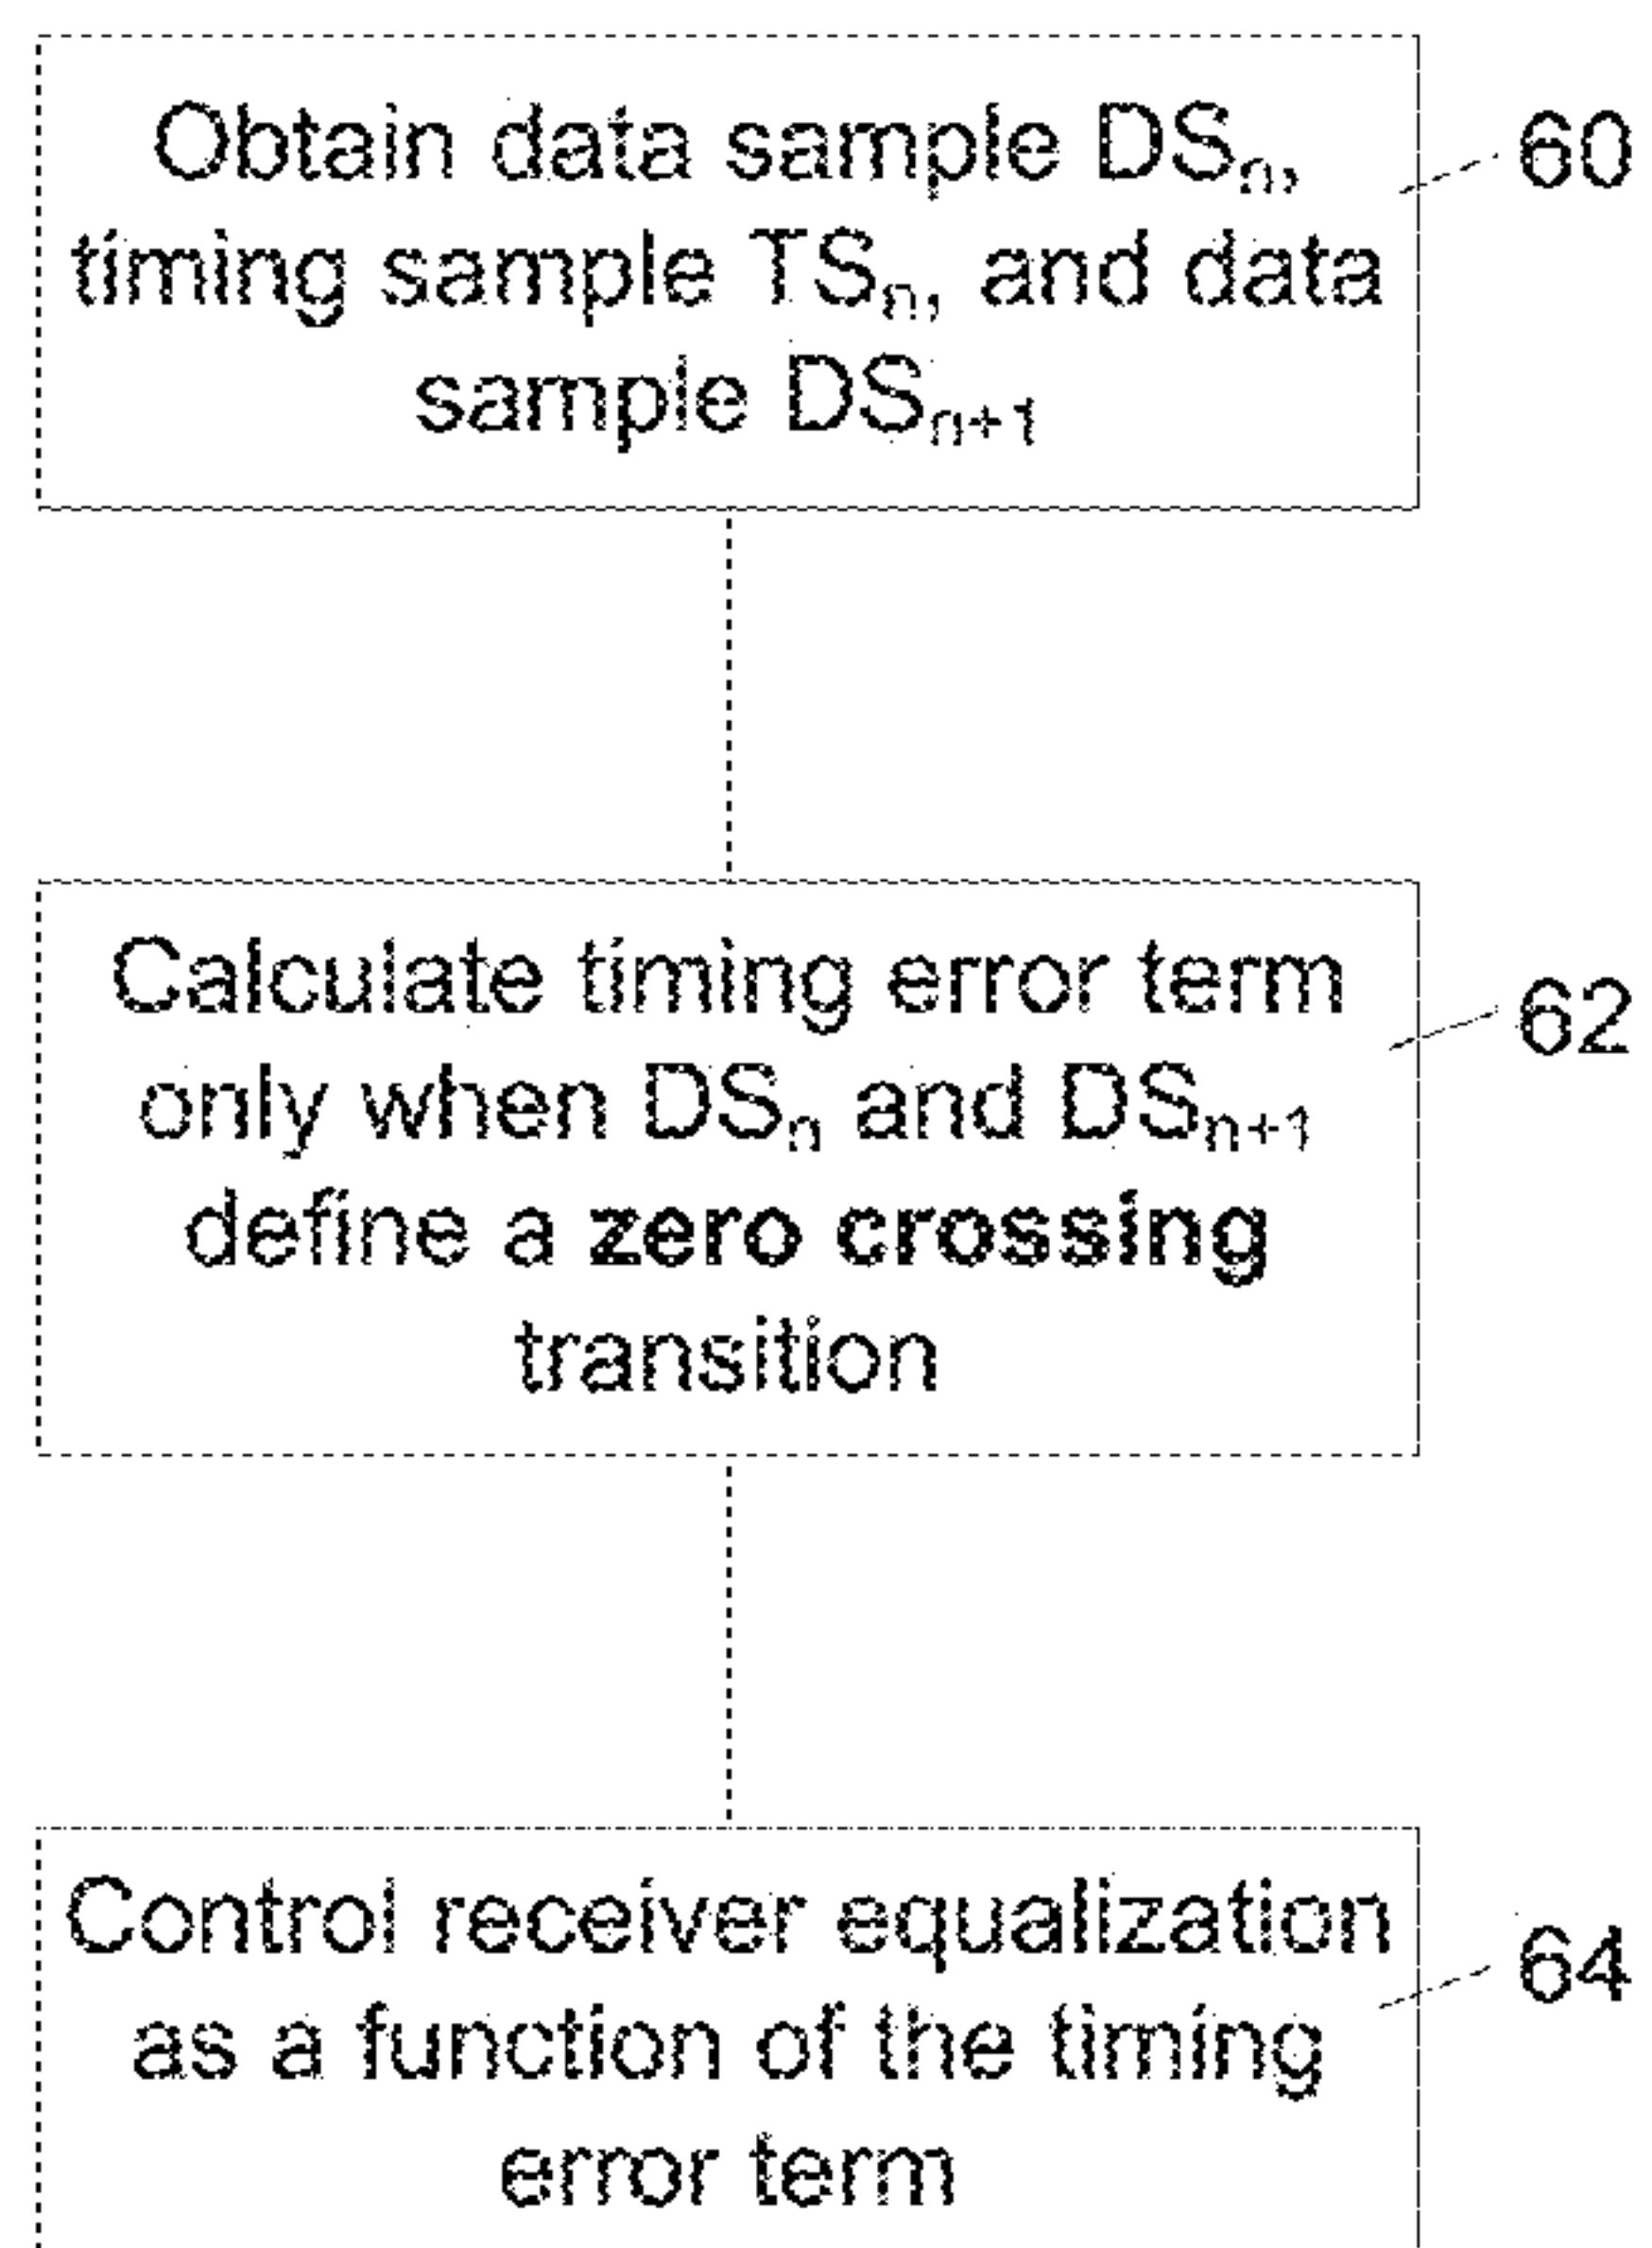 Obtain data sample DSₙ,
60
timing sample TSₙ, and data
sample DSₙ₊₁
Calculate timing error term
62
only when DSₙ and DSₙ₊₁
define a zero crossing
transition
Control receiver equalization
64
as a function of the timing
error term